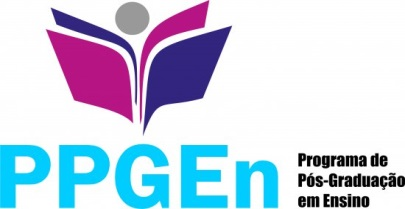 PPGEn
Programa de
Pós-Graduação
em Ensino